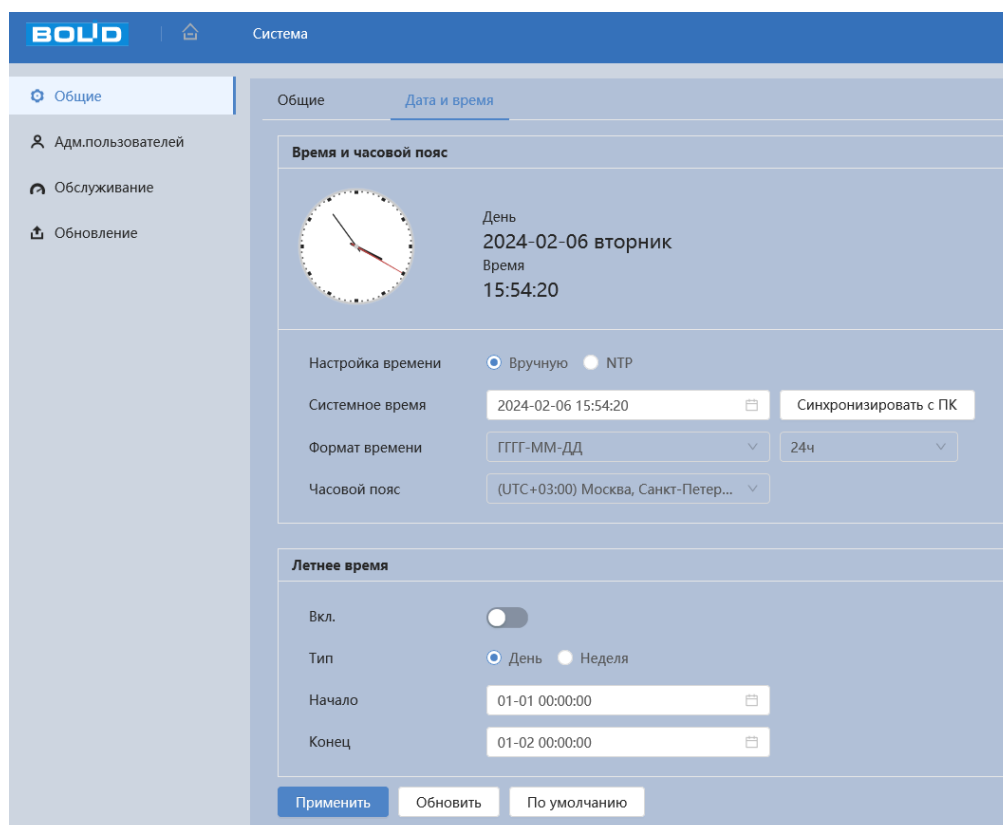 BOLID
Система
Общие
Адм.пользователей
Обслуживание
Обновление
Общие Дата и время
Время и часовой пояс
День
2024-02-06 вторник
Время
15:54:20
Настройка времени Вручную NTP
Системное время 2024-02-06 15:54:20 Синхронизировать с ПК
Формат времени ГГГГ-ММ-ДД 24ч
Часовой пояс (UTC+03:00) Москва, Санкт-Петер...
Летнее время
Вкл.
Тип День Неделя
Начало 01-01 00:00:00
Конец 01-02 00:00:00
Применить Обновить По умолчанию